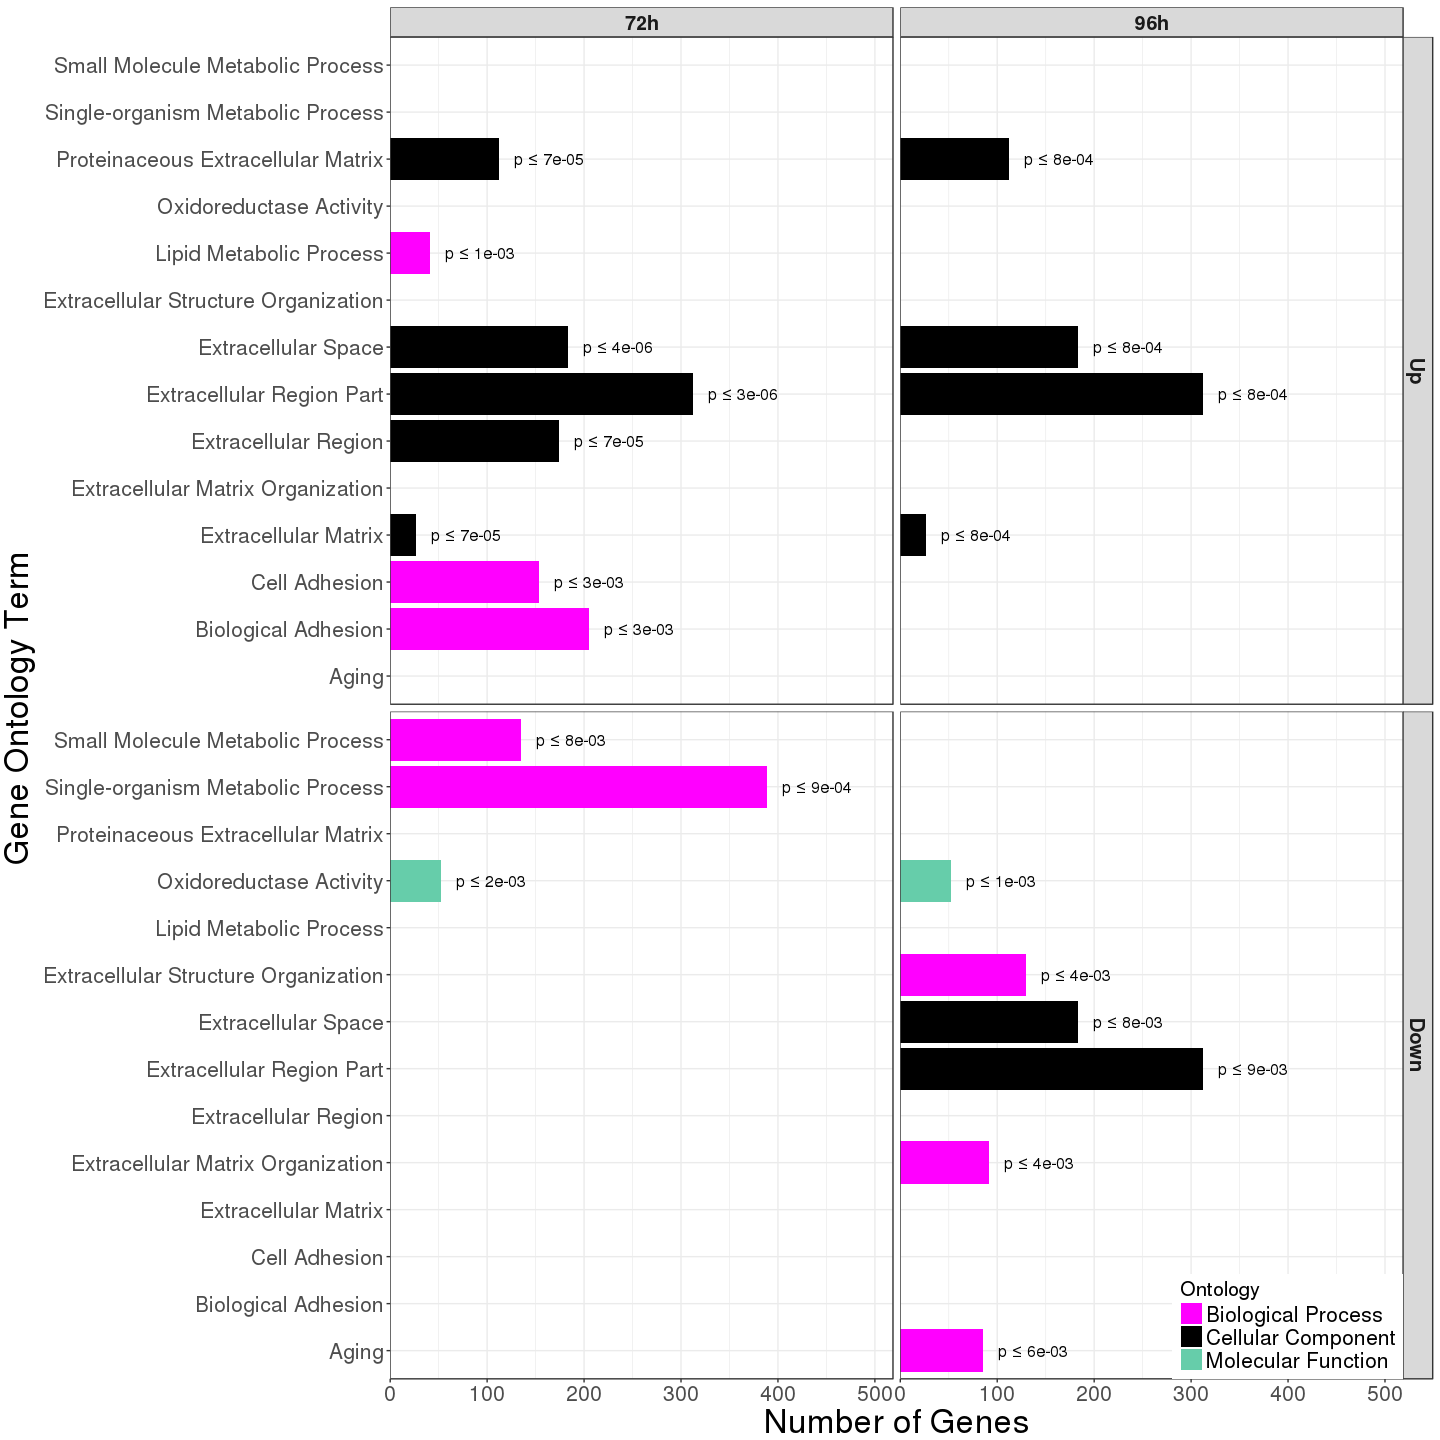 72h
96h
Small Molecule Metabolic Process
Single-organism Metabolic Process
Proteinaceous Extracellular Matrix
p ≤ 7e-05
p ≤ 8e-04
Oxidoreductase Activity
Lipid Metabolic Process
p ≤ 1e-03
Extracellular Structure Organization
Extracellular Space
p ≤ 4e-06
p ≤ 8e-04
Extracellular Region Part
p ≤ 3e-06
p ≤ 8e-04
Extracellular Region
p ≤ 7e-05
Extracellular Matrix Organization
Extracellular Matrix
p ≤ 7e-05
p ≤ 8e-04
Cell Adhesion
p ≤ 3e-03
Biological Adhesion
p ≤ 3e-03
Aging
Up
Small Molecule Metabolic Process
p ≤ 8e-03
Single-organism Metabolic Process
p ≤ 9e-04
Proteinaceous Extracellular Matrix
Oxidoreductase Activity
p ≤ 2e-03
p ≤ 1e-03
Lipid Metabolic Process
Extracellular Structure Organization
p ≤ 4e-03
Extracellular Space
p ≤ 8e-03
Extracellular Region Part
p ≤ 9e-03
Extracellular Region
Extracellular Matrix Organization
p ≤ 4e-03
Extracellular Matrix
Cell Adhesion
Biological Adhesion
Aging
p ≤ 6e-03
Down
Gene Ontology Term
Ontology
Biological Process
Cellular Component
Molecular Function
0 100 200 300 400 500
0 100 200 300 400 500
Number of Genes